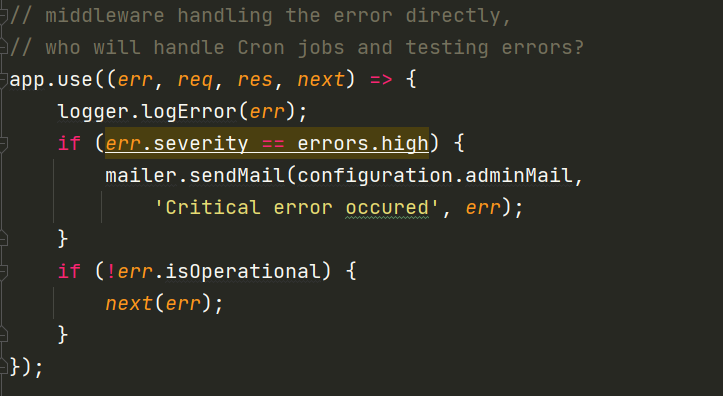 // middleware handling the error directly,
// who will handle Cron jobs and testing errors?
app.use((err, req, res, next) => {
    logger.logError(err);
    if (err.severity == errors.high) {
        mailer.sendMail(configuration.adminMail,
            'Critical error occured', err);
    }
    if (!err.isOperational) {
        next(err);
    }
});